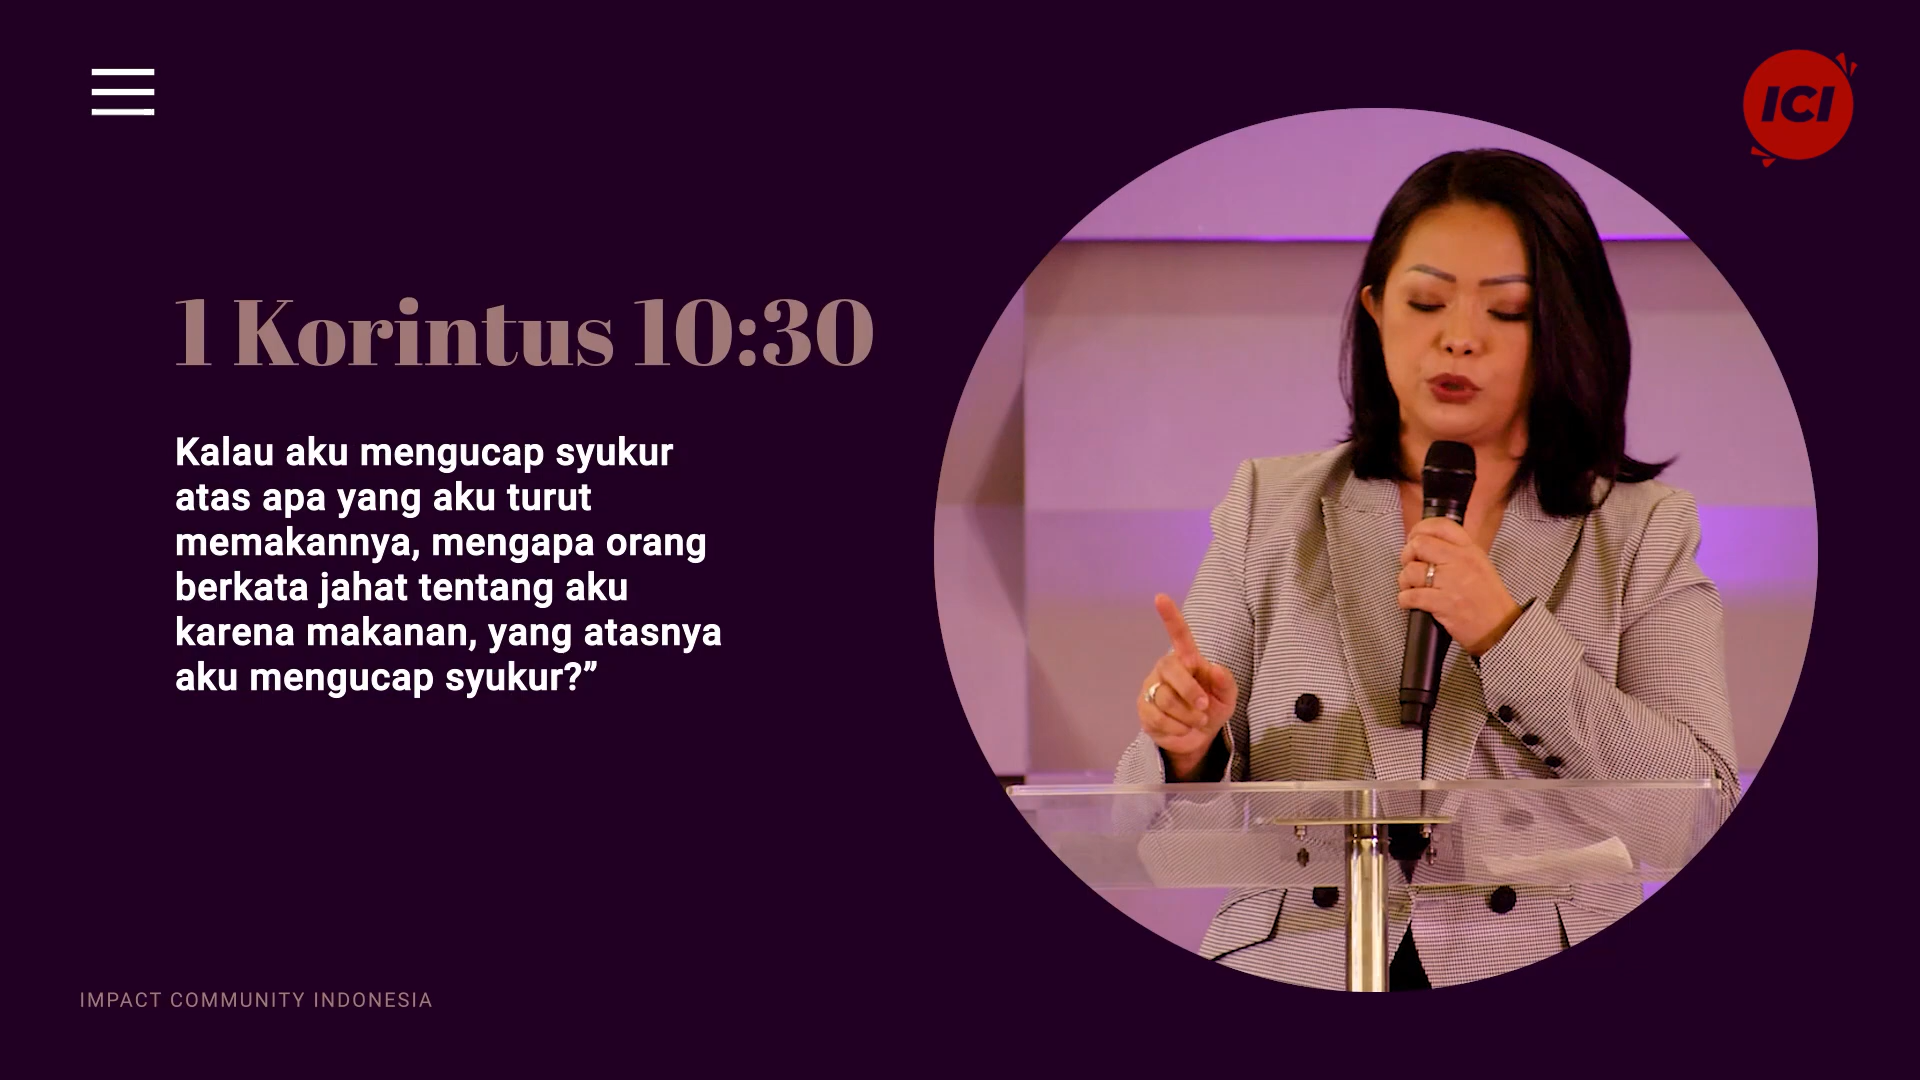 ICI
1 Korintus 10:30
Kalau aku mengucap syukur
atas apa yang aku turut
memakannya, mengapa orang
berkata jahat tentang aku
karena makanan, yang atasnya
aku mengucap syukur?”
IMPACT COMMUNITY INDONESIA